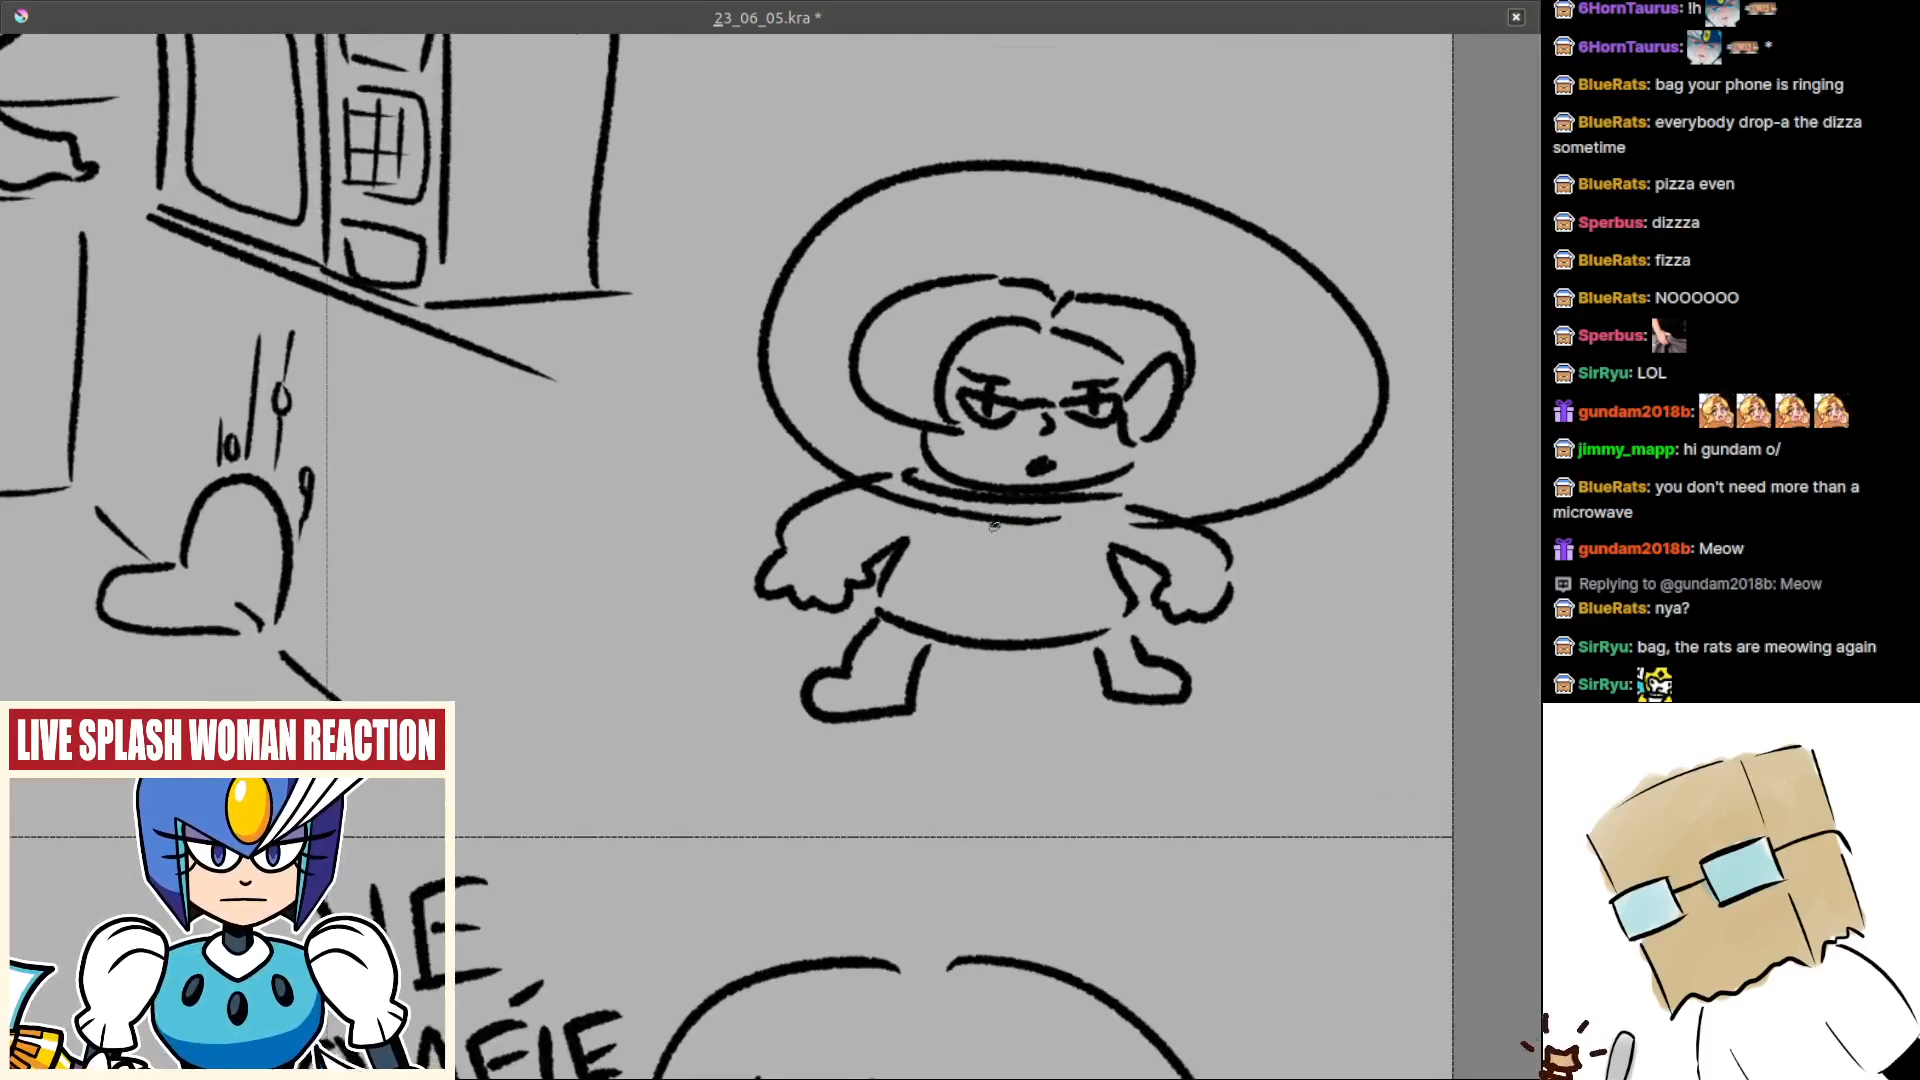 23_06_05.kra *
6HornTaurus: !h
6HornTaurus: *
BlueRats: bag your phone is ringing
BlueRats: everybody drop-a the dizza
sometime
BlueRats: pizza even
Sperbus: dizzza
BlueRats: fizza
BlueRats: NOOOOOO
Sperbus:
SirRyu: LOL
gundam2018b:
jimmy_mapp: hi gundam o/
BlueRats: you don't need more than a
microwave
gundam2018b: Meow
Replying to @gundam2018b: Meow
BlueRats: nya?
SirRyu: bag, the rats are meowing again
SirRyu:
LIVE SPLASH WOMAN REACTION